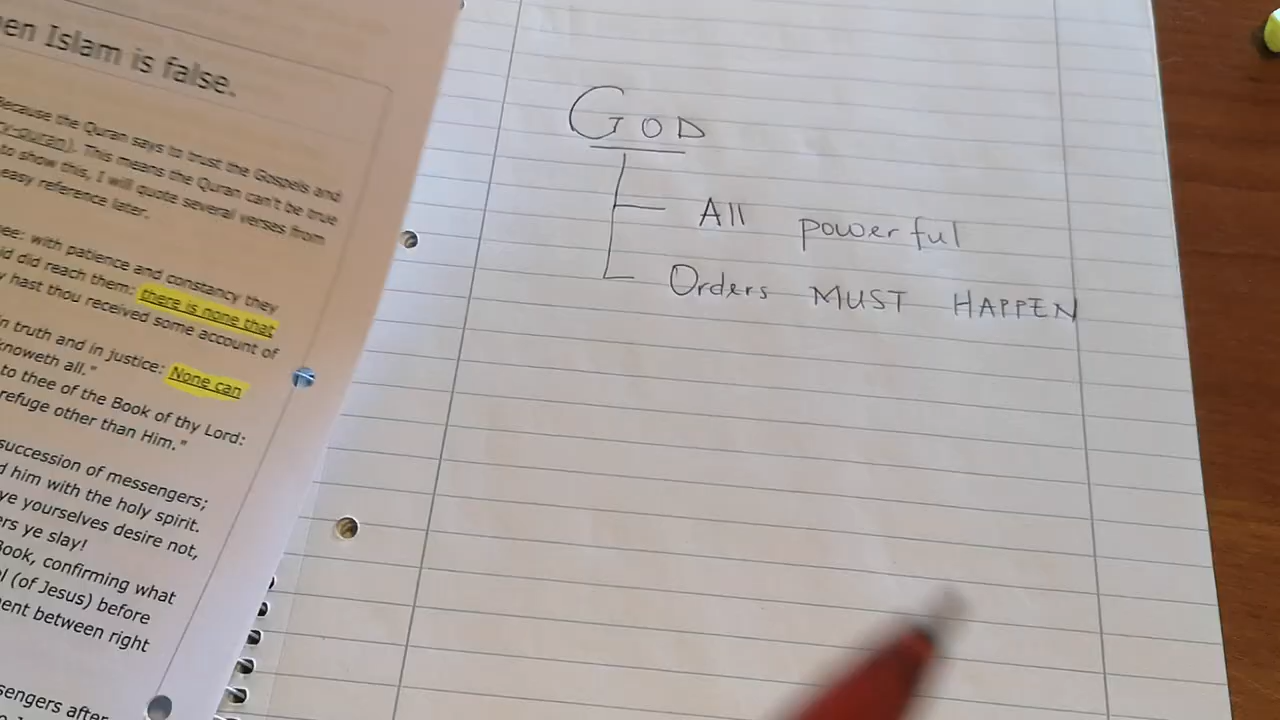 en Islam is false.
Because the Quran says to trust the Gospels and
This means the Quran can't be true
to show this, I will quote several verses from
easy reference later.
ee: with patience and constancy they
id did reach them: there is none that
y hast thou received some account of
n truth and in justice: None can
knoweth all."
to thee of the Book of thy Lord:
refuge other than Him."
succession of messengers;
d him with the holy spirit.
ye yourselves desire not,
ers ye slay!
Book, confirming what
l (of Jesus) before
ent between right
sengers after
GOD
All powerful
Orders MUST HAPPEN